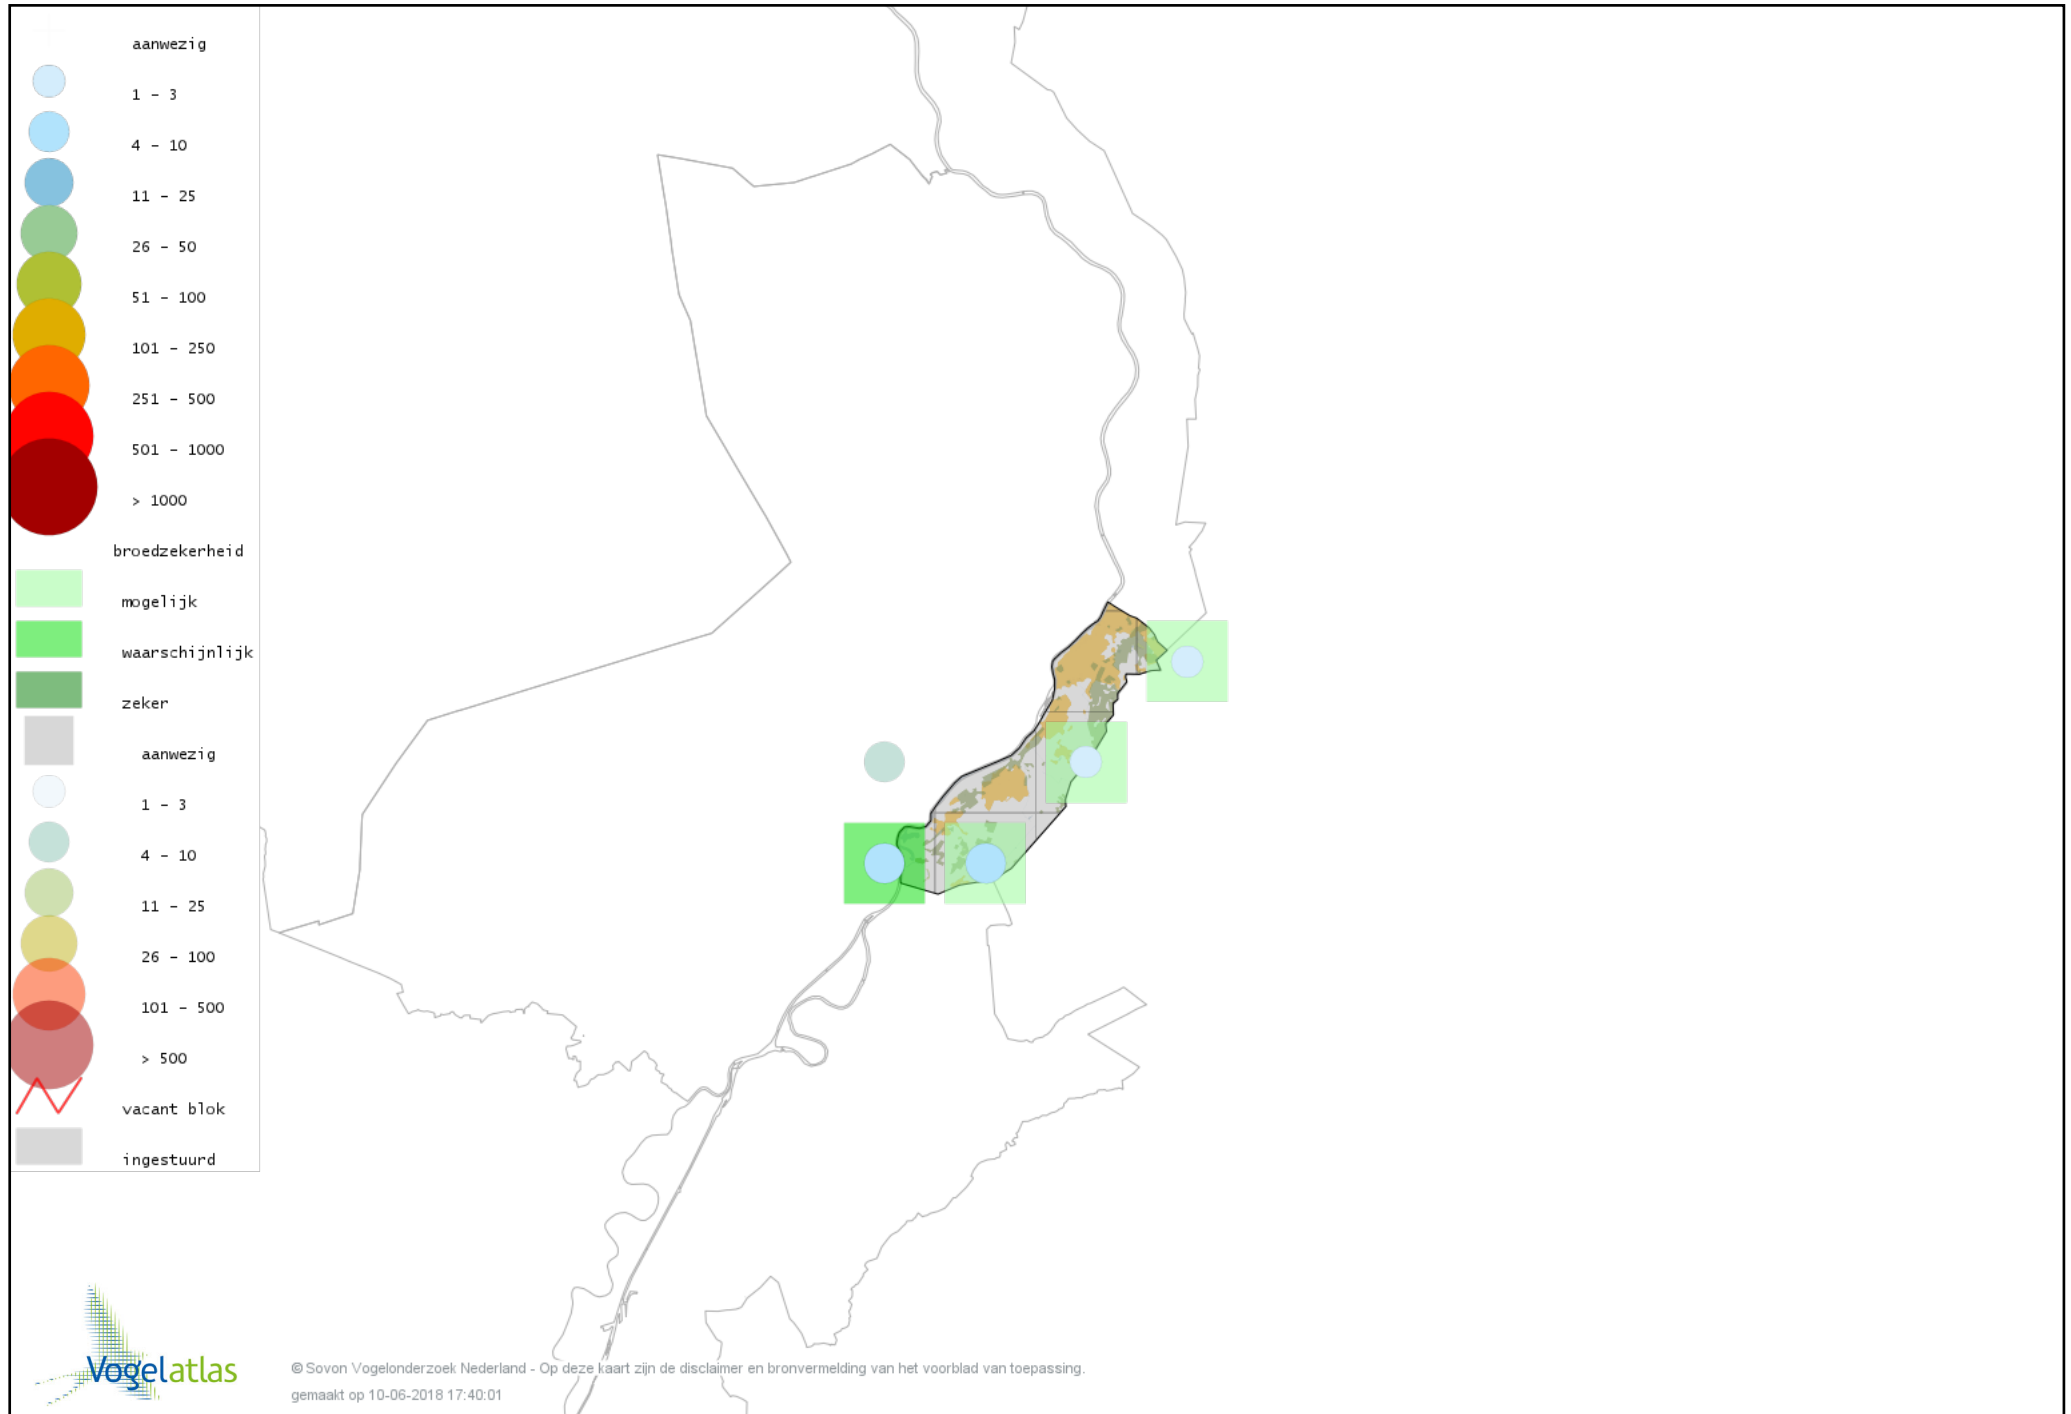 aanwezig
1 - 3
4 - 10
11 - 25
26 - 50
51 - 100
101 - 250
251 - 500
501 - 1000
> 1000
broedzekerheid
mogelijk
waarschijnlijk
zeker
aanwezig
1 - 3
4 - 10
11 - 25
26 - 100
101 - 500
> 500
vacant blok
ingestuurd
Vogelatlas
© Sovon Vogelonderzoek Nederland - Op deze kaart zijn de disclaimer en bronvermelding van het voorblad van toepassing.
gemaakt op 10-06-2018 17:40:01